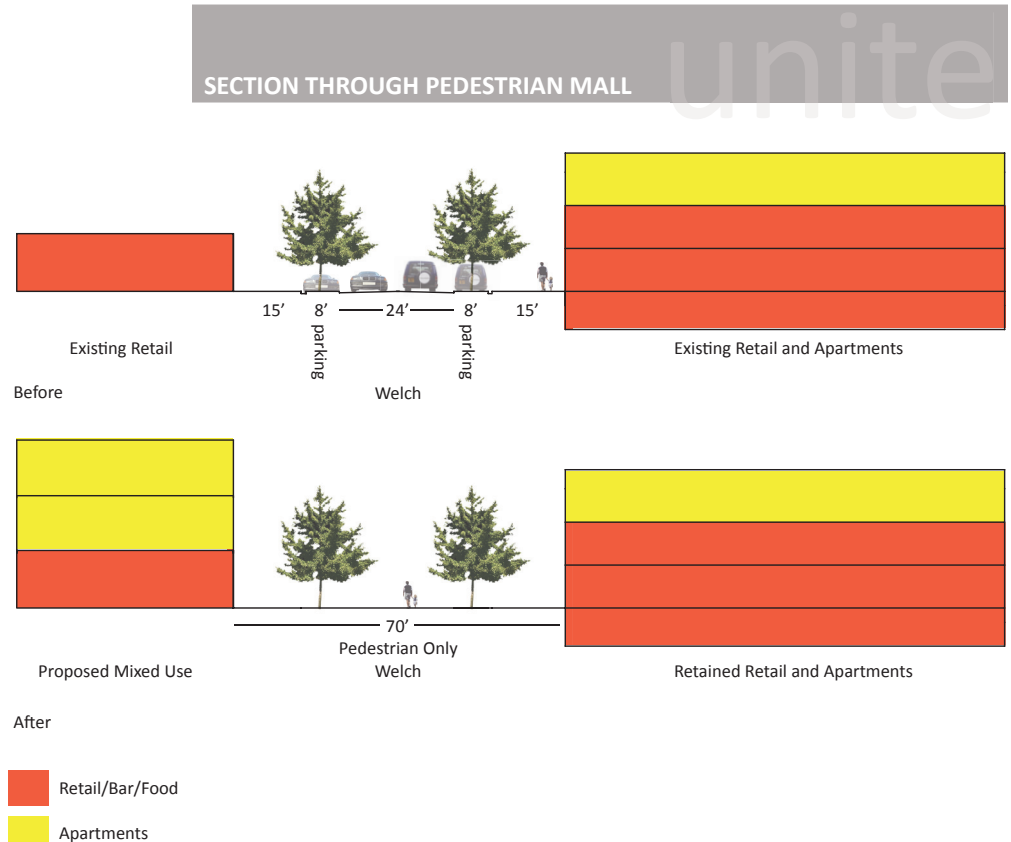 unite
SECTION THROUGH PEDESTRIAN MALL
15’ 8’ 24’ 8’ 15’
parking parking
Existing Retail
Existing Retail and Apartments
Before
Welch
70’
Pedestrian Only
Proposed Mixed Use
Welch
Retained Retail and Apartments
After
Retail/Bar/Food
Apartments